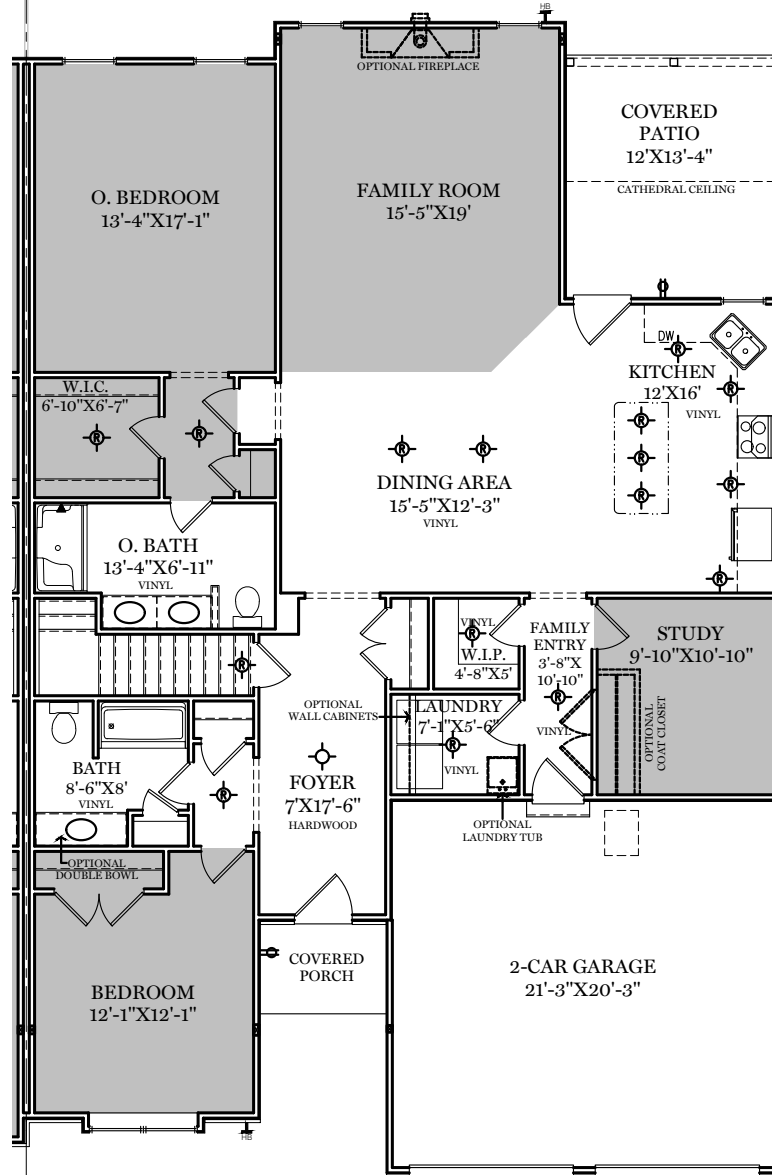 HB
OPTIONAL FIREPLACE
COVERED
PATIO
12'X13'-4"
CATHEDRAL CEILING
O. BEDROOM
13'-4"X17'-1"
FAMILY ROOM
15'-5"X19'
DW
R
KITCHEN
12'X16'
VINYL
R
W.I.C.
6'-10"X6'-7"
R
R
R
R
R
R
R
R
R
DINING AREA
15'-5"X12'-3"
VINYL
O. BATH
13'-4"X6'-11"
VINYL
R
VINYL
R
W.I.P.
4'-8"X5'
FAMILY
ENTRY
3'-8"X
10'-10"
R
VINYL
STUDY
9'-10"X10'-10"
OPTIONAL
COAT CLOSET
R
OPTIONAL
WALL CABINETS
LAUNDRY
7'-1"X5'-6"
R
VINYL
OPTIONAL
LAUNDRY TUB
BATH
8'-6"X8'
VINYL
R
FOYER
7'X17'-6"
HARDWOOD
OPTIONAL
DOUBLE BOWL
COVERED
PORCH
BEDROOM
12'-1"X12'-1"
2-CAR GARAGE
21'-3"X20'-3"
HB